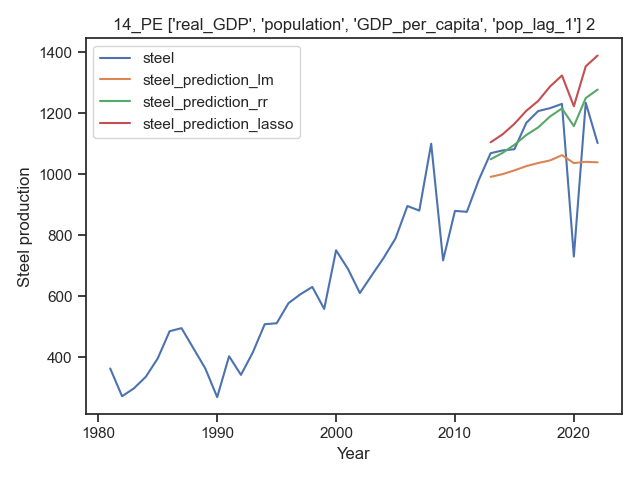 14_PE ['real_GDP', 'population', 'GDP_per_capita', 'pop_lag_1'] 2
steel
steel_prediction_lm
steel_prediction_rr
steel_prediction_lasso
1400
1200
1000
800
600
400
Steel production
1980
1990
2000
2010
2020
Year